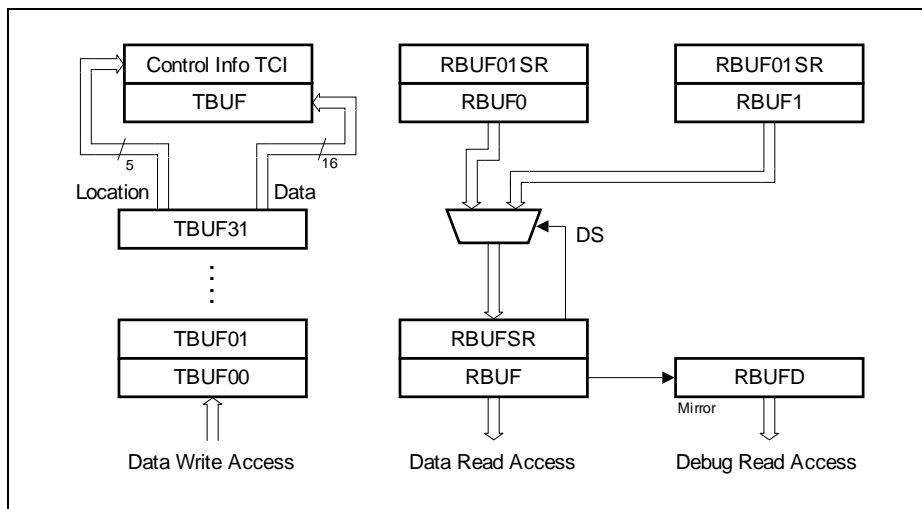 Control Info TCI
TBUF
5
16
Location
Data
TBUF31
TBUF01
TBUF00
Data Write Access
RBUF01SR
RBUF0
RBUF01SR
RBUF1
DS
RBUFSR
RBUF
Mirror
RBUFD
Data Read Access
Debug Read Access